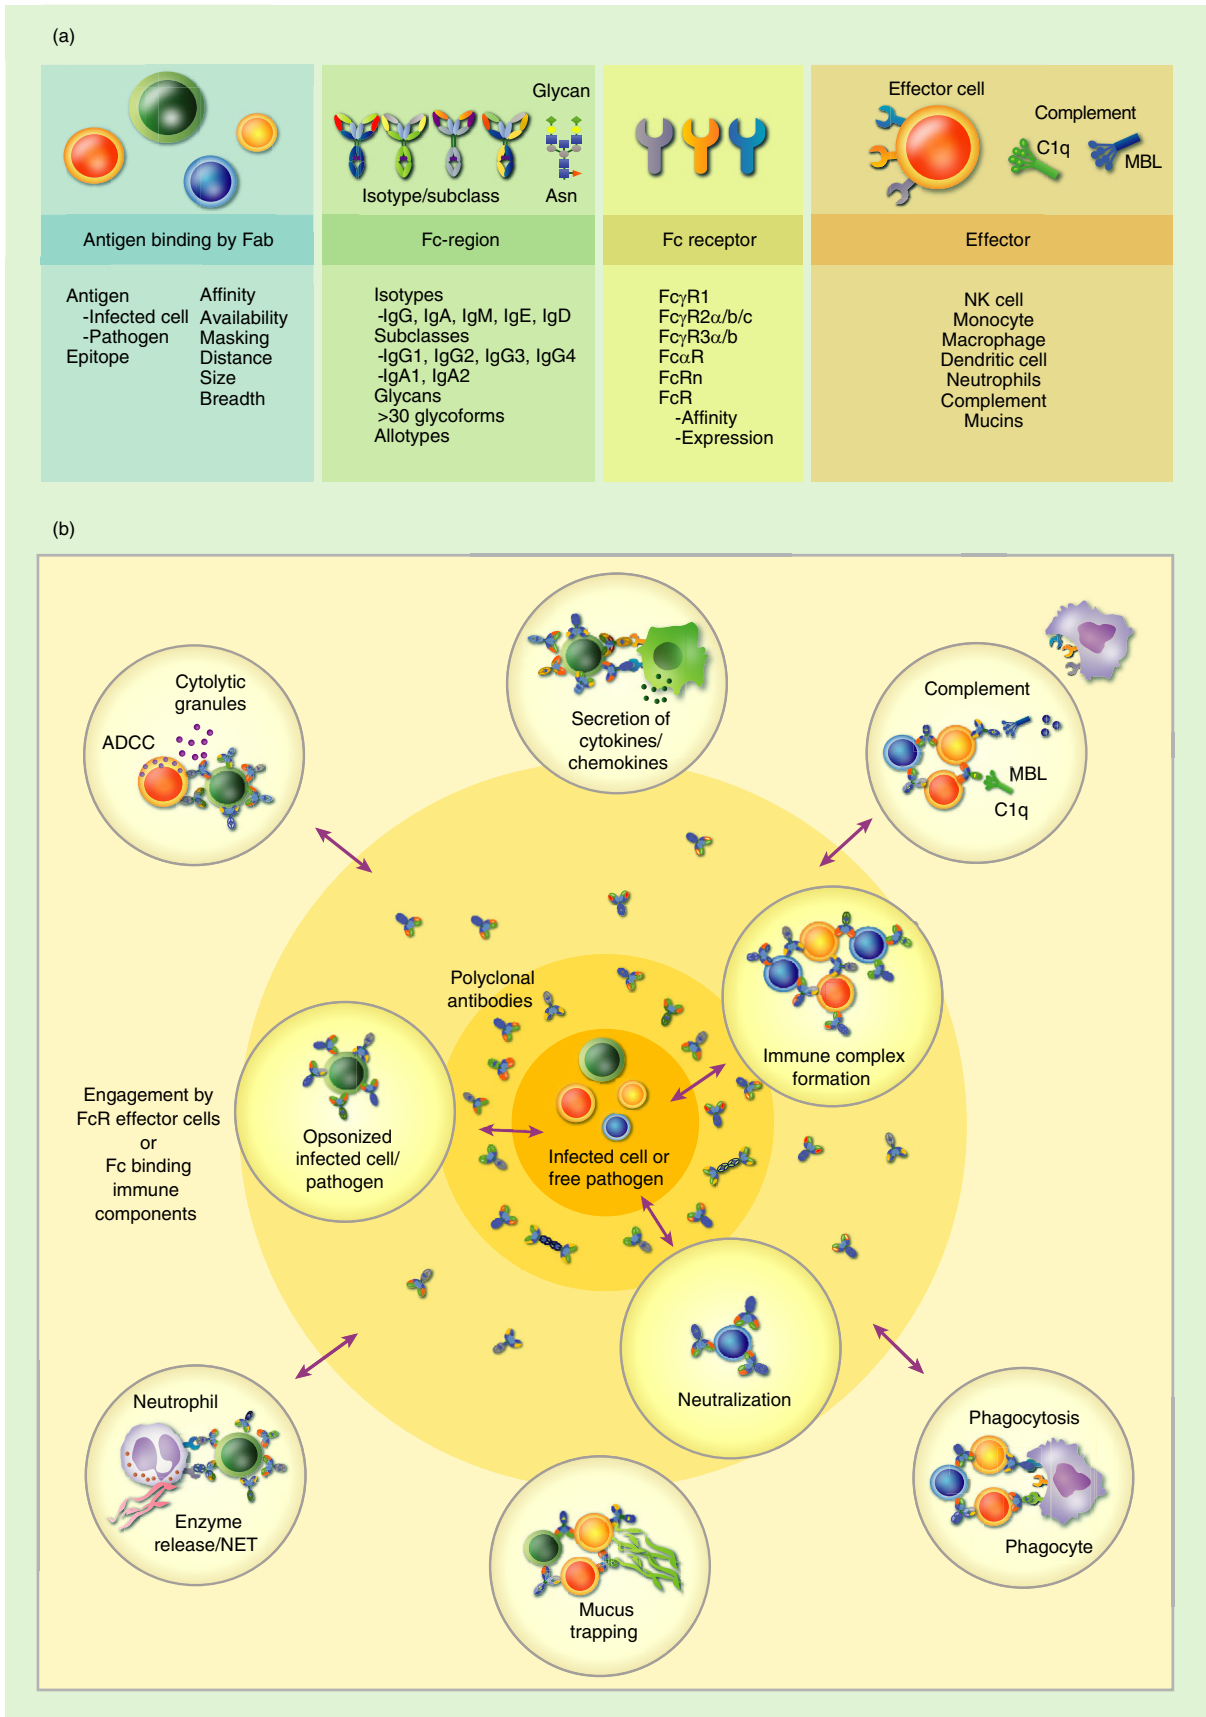 (a)
Glycan
Isotype/subclass
Asn
Effector cell
Complement
C1q
MBL
Antigen binding by Fab
Fc-region
Fc receptor
Effector
Antigen
-Infected cell
-Pathogen
Epitope
Affinity
Availability
Masking
Distance
Size
Breadth
Isotypes
-IgG, IgA, IgM, IgE, IgD
Subclasses
-IgG1, IgG2, IgG3, IgG4
-IgA1, IgA2
Glycans
>30 glycoforms
Allotypes
FcγR1
FcγR2α/b/c
FcγR3α/b
FcαR
FcRn
FcR
-Affinity
-Expression
NK cell
Monocyte
Macrophage
Dendritic cell
Neutrophils
Complement
Mucins
(b)
Cytolytic
granules
ADCC
Secretion of
cytokines/
chemokines
Complement
MBL
C1q
Polyclonal
antibodies
Immune complex
formation
Engagement by
FcR effector cells
or
Fc binding
immune
components
Opsonized
infected cell/
pathogen
Infected cell or
free pathogen
Neutralization
Neutrophil
Enzyme
release/NET
Mucus
trapping
Phagocytosis
Phagocyte